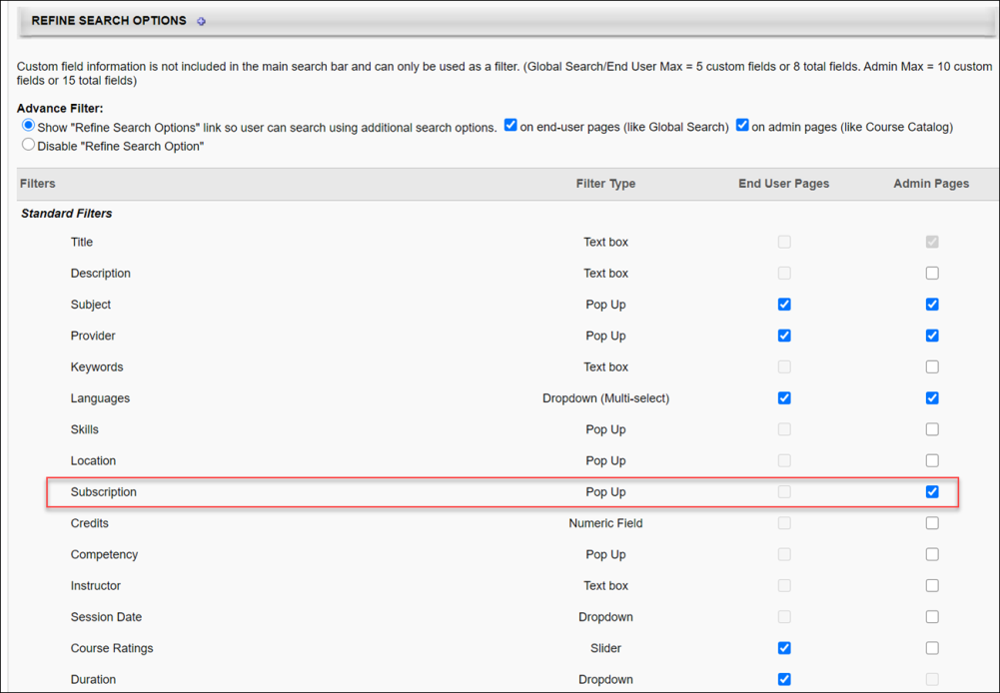 REFINE SEARCH OPTIONS
Custom field information is not included in the main search bar and can only be used as a filter. (Global Search/End User Max = 5 custom fields or 8 total fields. Admin Max = 10 custom
fields or 15 total fields)
Advance Filter:
Show "Refine Search Options" link so user can search using additional search options. on end-user pages (like Global Search) on admin pages (like Course Catalog)
Disable "Refine Search Option"
Filters Filter Type End User Pages Admin Pages
Standard Filters
Title Text box
Description Text box
Subject Pop Up
Provider Pop Up
Keywords Text box
Languages Dropdown (Multi-select)
Skills Pop Up
Location Pop Up
Subscription Pop Up
Credits Numeric Field
Competency Pop Up
Instructor Text box
Session Date Dropdown
Course Ratings Slider
Duration Dropdown